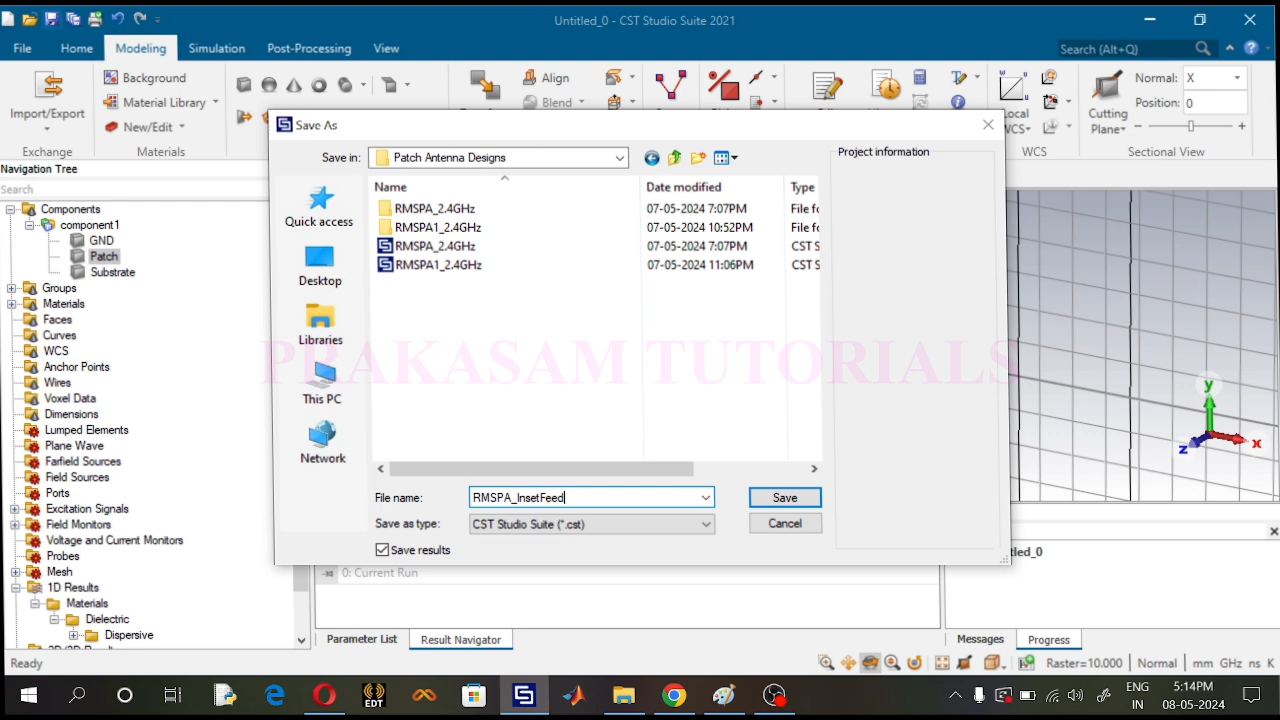 Untitled_0 - CST Studio Suite 2021
File Home Modeling Simulation Post-Processing View Search (Alt+Q)
Import/Export
Exchange
Background
Material Library
New/Edit
Materials
Align
Blend
Cutting
Plane
Normal: X
Position: 0
WCS
Sectional View
Navigation Tree
Search
Components
component1
GND
Patch
Substrate
Groups
Materials
Faces
Curves
WCS
Anchor Points
Wires
Voxel Data
Dimensions
Lumped Elements
Plane Wave
Farfield Sources
Field Sources
Ports
Excitation Signals
Field Monitors
Voltage and Current Monitors
Probes
Mesh
1D Results
Materials
Dielectric
Dispersive
Save As
Save in: Patch Antenna Designs
Project information
Quick access
Desktop
Libraries
This PC
Network
Name Date modified Type
RMSPA_2.4GHz 07-05-2024 7:07PM File fo
RMSPA1_2.4GHz 07-05-2024 10:52PM File fo
RMSPA_2.4GHz 07-05-2024 7:07PM CST S
RMSPA1_2.4GHz 07-05-2024 11:06PM CST S
PRAKASAM TUTORIALS
File name: RMSPA_InsetFeed Save
Save as type: CST Studio Suite (*.cst) Cancel
Save results
y
x
z
tled_0
0: Current Run
Parameter List Result Navigator
Messages Progress
Ready
Raster=10.000 Normal mm GHz ns K
EDT
ENG
IN
5:14PM
08-05-2024